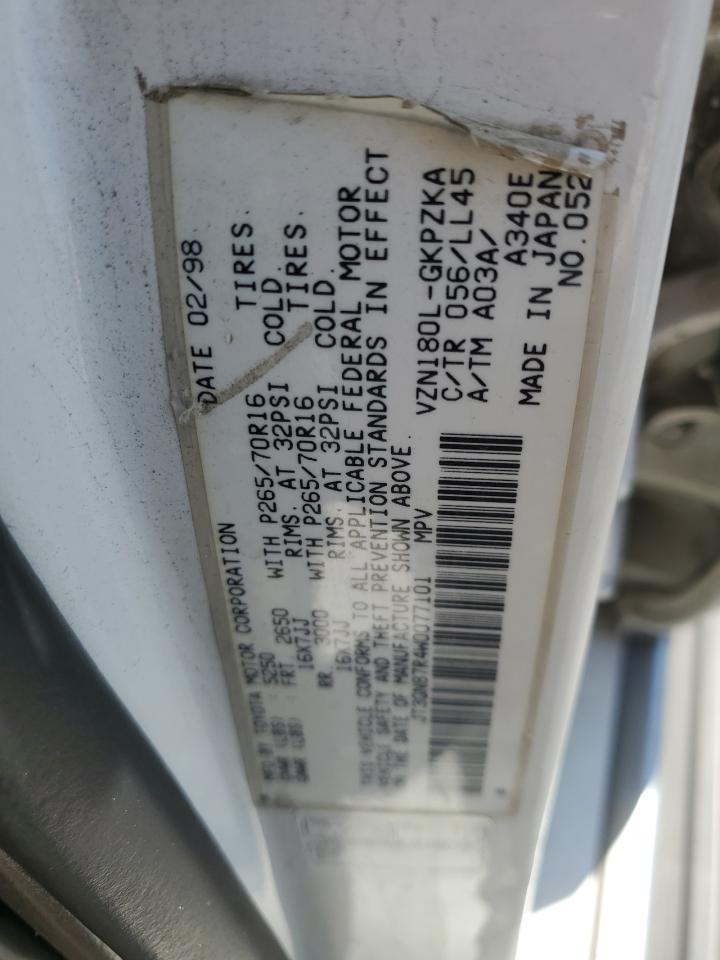 MFD BY TOYOTA MOTOR CORPORATION DATE 02/98
GVWR (LBS) : 5250
GAWR (LBS) : FRT 2650 WITH P265/70R16 TIRES.
16X7JJ RIMS. AT 32PSI COLD.
RR 3000 WITH P265/70R16 TIRES.
16X7JJ RIMS. AT 32PSI COLD.
THIS VEHICLE CONFORMS TO ALL APPLICABLE FEDERAL MOTOR
VEHICLE SAFETY AND THEFT PREVENTION STANDARDS IN EFFECT
IN THE DATE OF MANUFACTURE SHOWN ABOVE.
JT3GN87R4W0077101 MPV VZN180L-GKPZKA
C/TR 056/LL45
A/TM A03A/
A340E
MADE IN JAPAN
NO.052